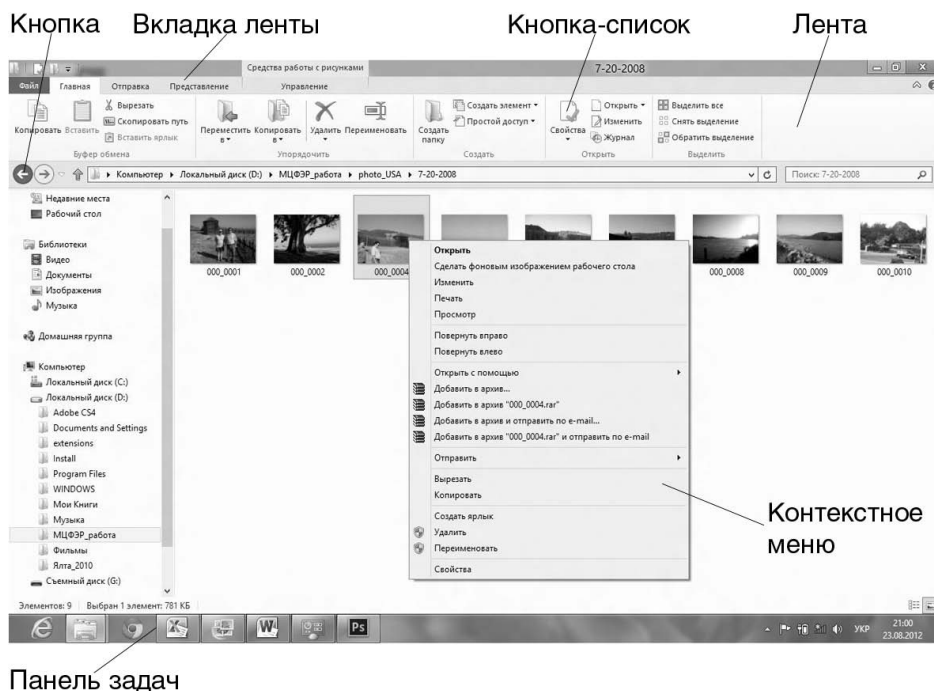 Кнопка Вкладка ленты Кнопка-список Лента
Средства работы с рисунками 7-20-2008
Файл Главная Отправка Представление Управление
Копировать Вставить Вырезать Скопировать путь Вставить ярлык
Переместить в Копировать в Удалить Переименовать
Создать папку Создать элемент Простой доступ
Свойства Открыть Изменить Журнал
Выделить все Снять выделение Обратить выделение
Буфер обмена Упорядочить Создать Открыть Выделить
Компьютер Локальный диск (D:) МЦФЭР_работа photo_USA 7-20-2008 Поиск: 7-20-2008
Недавние места
Рабочий стол
Библиотеки
Видео
Документы
Изображения
Музыка
Домашняя группа
Компьютер
Локальный диск (C:)
Локальный диск (D:)
Adobe CS4
Documents and Settings
extensions
Install
Program Files
WINDOWS
Мои Книги
Музыка
МЦФЭР_работа
Фильмы
Ялта_2010
Съемный диск (G:)
000_0001 000_0002 000_0004 000_0008 000_0009 000_0010
Открыть
Сделать фоновым изображением рабочего стола
Изменить
Печать
Просмотр
Повернуть вправо
Повернуть влево
Открыть с помощью
Добавить в архив...
Добавить в архив "000_0004.rar"
Добавить в архив и отправить по e-mail...
Добавить в архив "000_0004.rar" и отправить по e-mail
Отправить
Вырезать
Копировать
Создать ярлык
Удалить
Переименовать
Свойства
Контекстное
меню
Элементов: 9 Выбран 1 элемент: 781 КБ
Ps УКР 21:00
23.08.2012
Панель задач